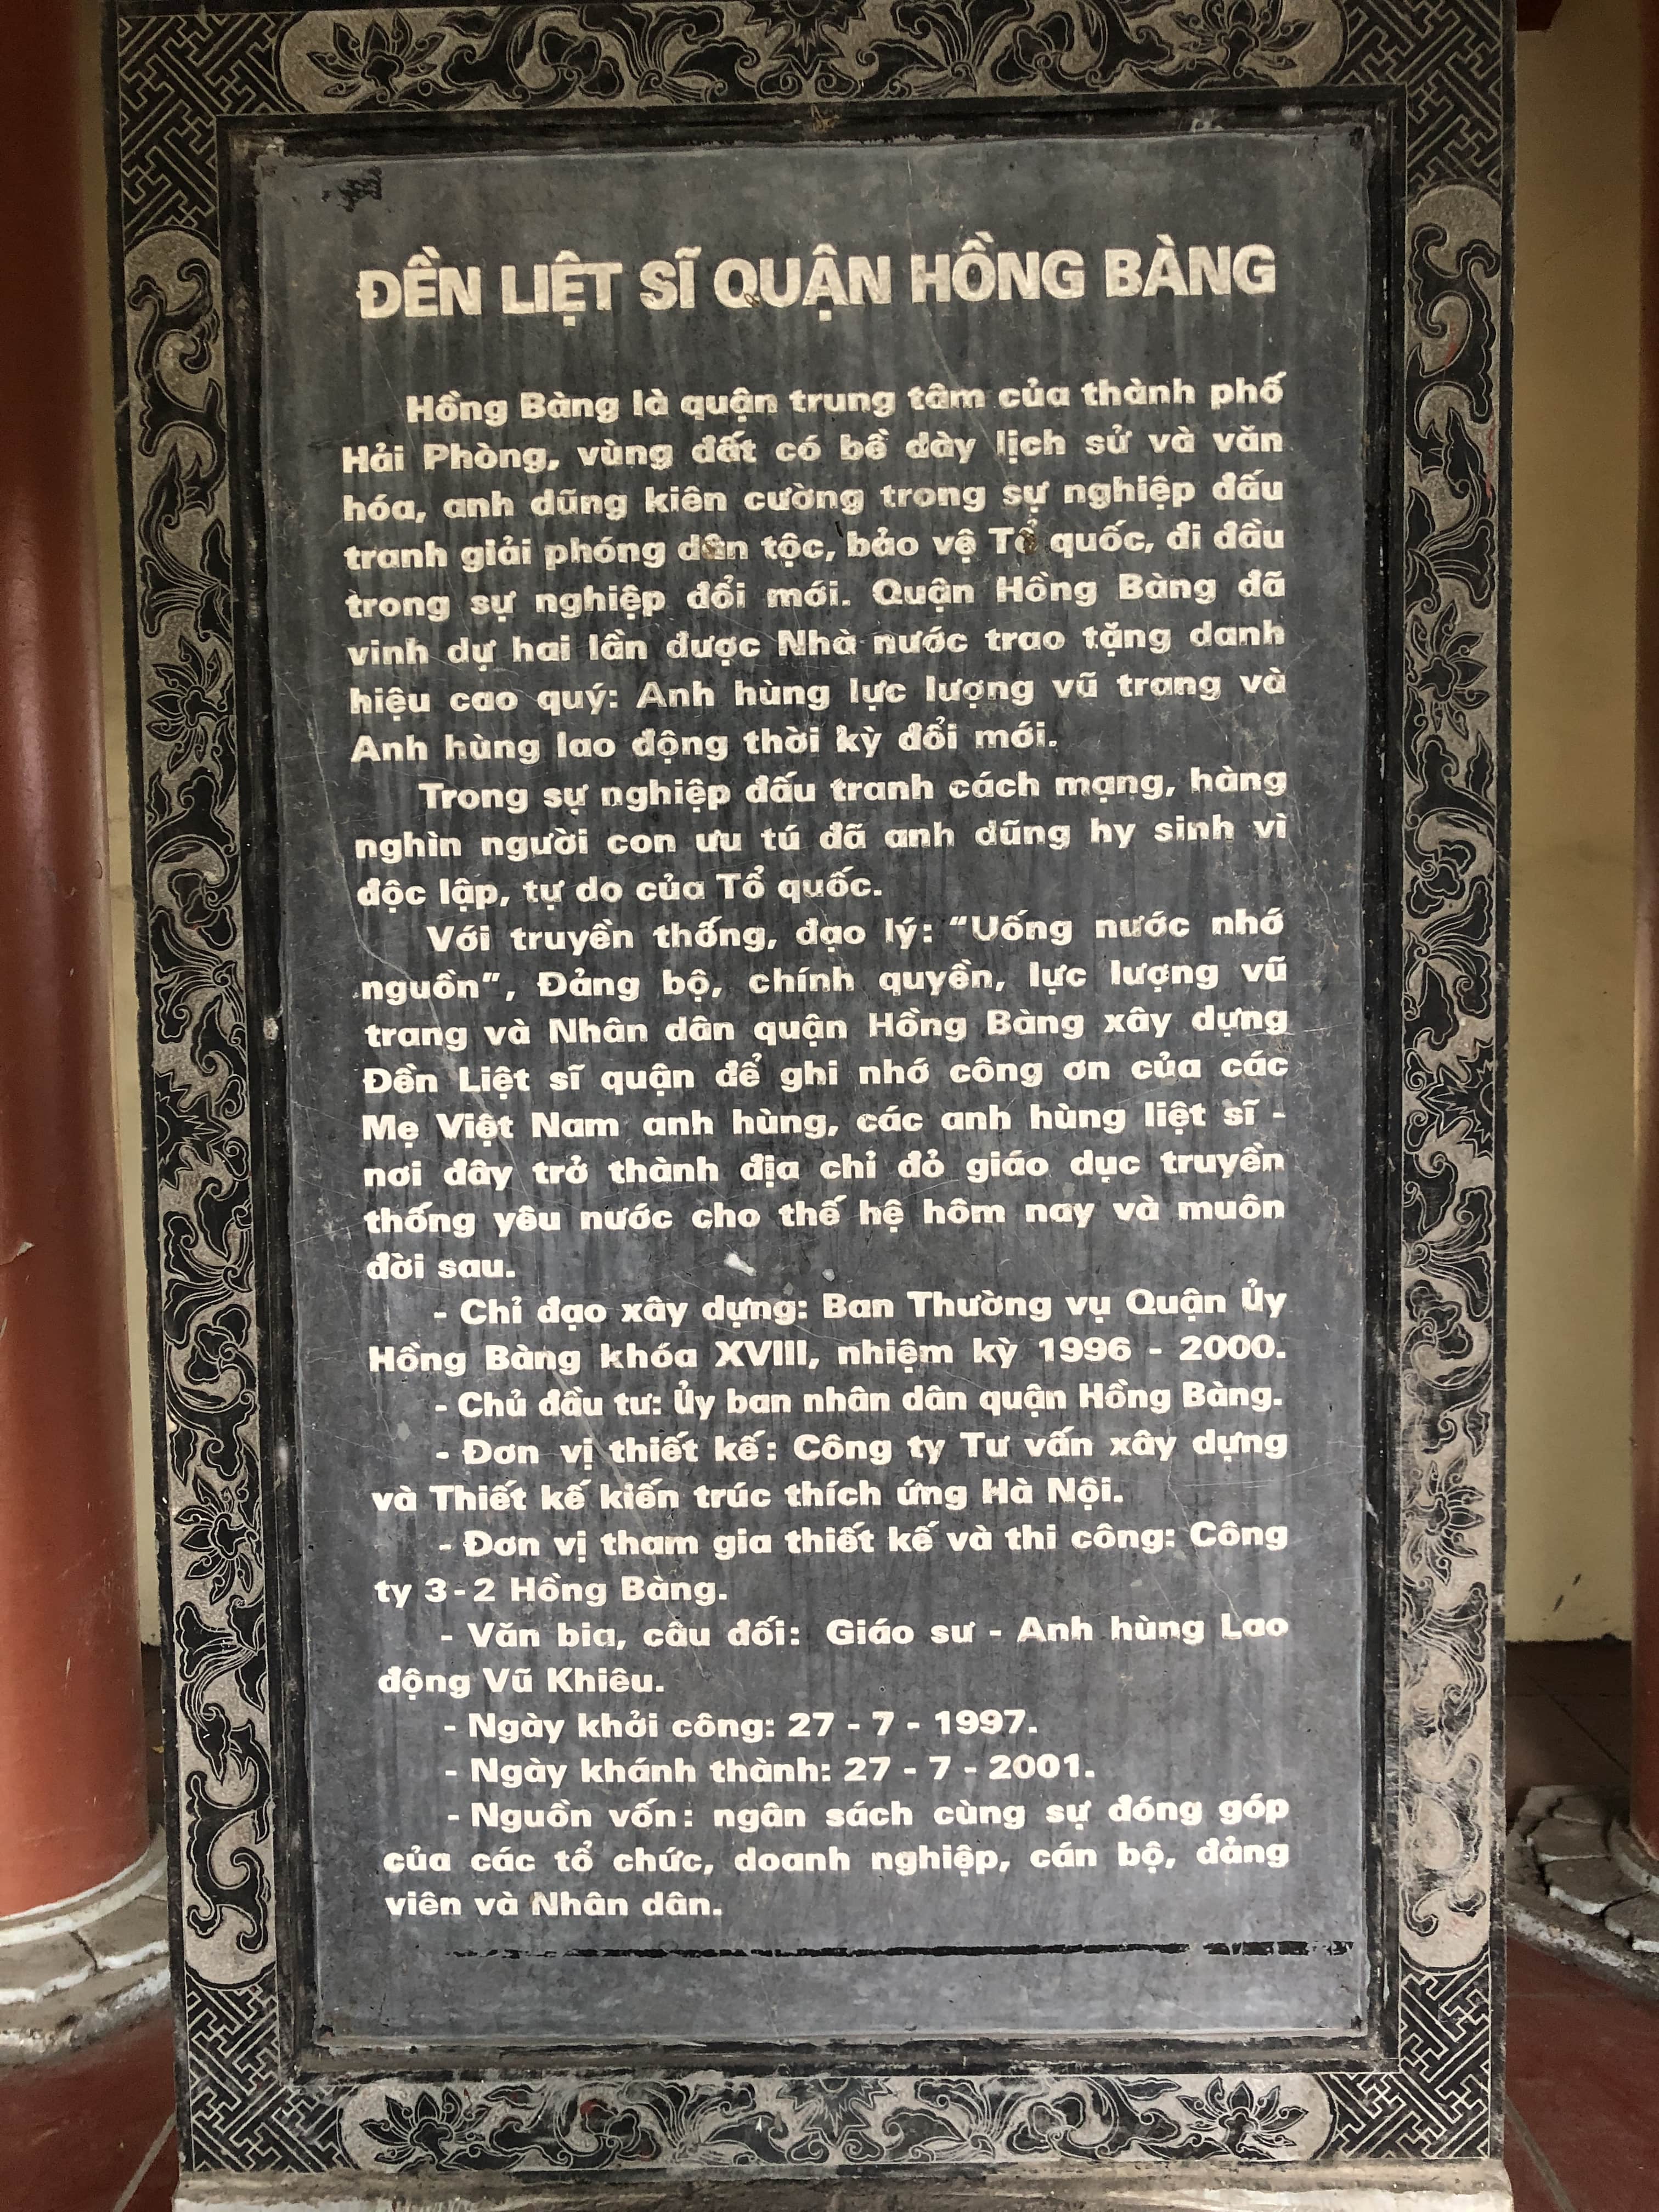 ĐỀN LIỆT SĨ QUẬN HỒNG BÀNG
Hồng Bàng là quận trung tâm của thành phố
Hải Phòng, vùng đất có bề dày lịch sử và văn
hóa, anh dũng kiên cường trong sự nghiệp đấu
tranh giải phóng dân tộc, bảo vệ Tổ quốc, đi đầu
trong sự nghiệp đổi mới. Quận Hồng Bàng đã
vinh dự hai lần được Nhà nước trao tặng danh
hiệu cao quý: Anh hùng lực lượng vũ trang và
Anh hùng lao động thời kỳ đổi mới.
Trong sự nghiệp đấu tranh cách mạng, hàng
nghìn người con ưu tú đã anh dũng hy sinh vì
độc lập, tự do của Tổ quốc.
Với truyền thống, đạo lý: "Uống nước nhớ
nguồn", Đảng bộ, chính quyền, lực lượng vũ
trang và Nhân dân quận Hồng Bàng xây dựng
Đền Liệt sĩ quận để ghi nhớ công ơn của các
Mẹ Việt Nam anh hùng, các anh hùng liệt sĩ -
nơi đây trở thành địa chỉ đỏ giáo dục truyền
thống yêu nước cho thế hệ hôm nay và muôn
đời sau.
- Chỉ đạo xây dựng: Ban Thường vụ Quận Ủy
Hồng Bàng khóa XVIII, nhiệm kỳ 1996 - 2000.
- Chủ đầu tư: Ủy ban nhân dân quận Hồng Bàng.
- Đơn vị thiết kế: Công ty Tư vấn xây dựng
và Thiết kế kiến trúc thích ứng Hà Nội.
- Đơn vị tham gia thiết kế và thi công: Công
ty 3-2 Hồng Bàng.
- Văn bia, câu đối: Giáo sư - Anh hùng Lao
động Vũ Khiêu.
- Ngày khởi công: 27 - 7 - 1997.
- Ngày khánh thành: 27 - 7 - 2001.
- Nguồn vốn: ngân sách cùng sự đóng góp
của các tổ chức, doanh nghiệp, cán bộ, đảng
viên và Nhân dân.